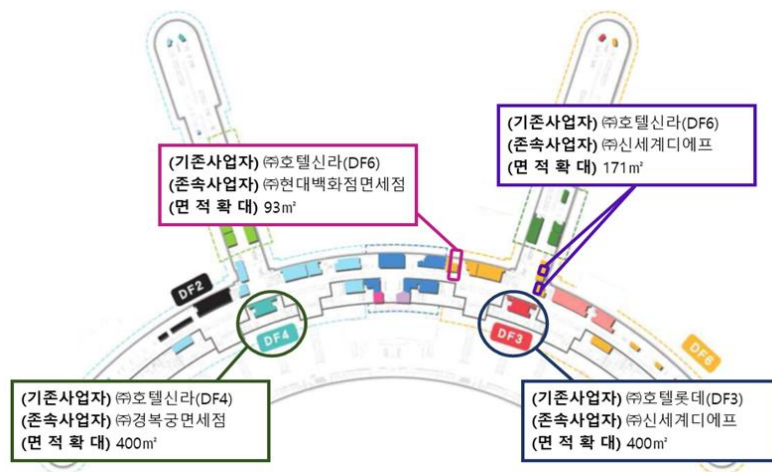 (기존사업자) ㈜호텔신라(DF6)
(존속사업자) ㈜신세계디에프
(면 적 확 대) 171㎡
(기존사업자) ㈜호텔신라(DF6)
(존속사업자) ㈜현대백화점면세점
(면 적 확 대) 93㎡
DF2
DF4
DF3
DF6
(기존사업자) ㈜호텔신라(DF4)
(존속사업자) ㈜경복궁면세점
(면 적 확 대) 400㎡
(기존사업자) ㈜호텔롯데(DF3)
(존속사업자) ㈜신세계디에프
(면 적 확 대) 400㎡